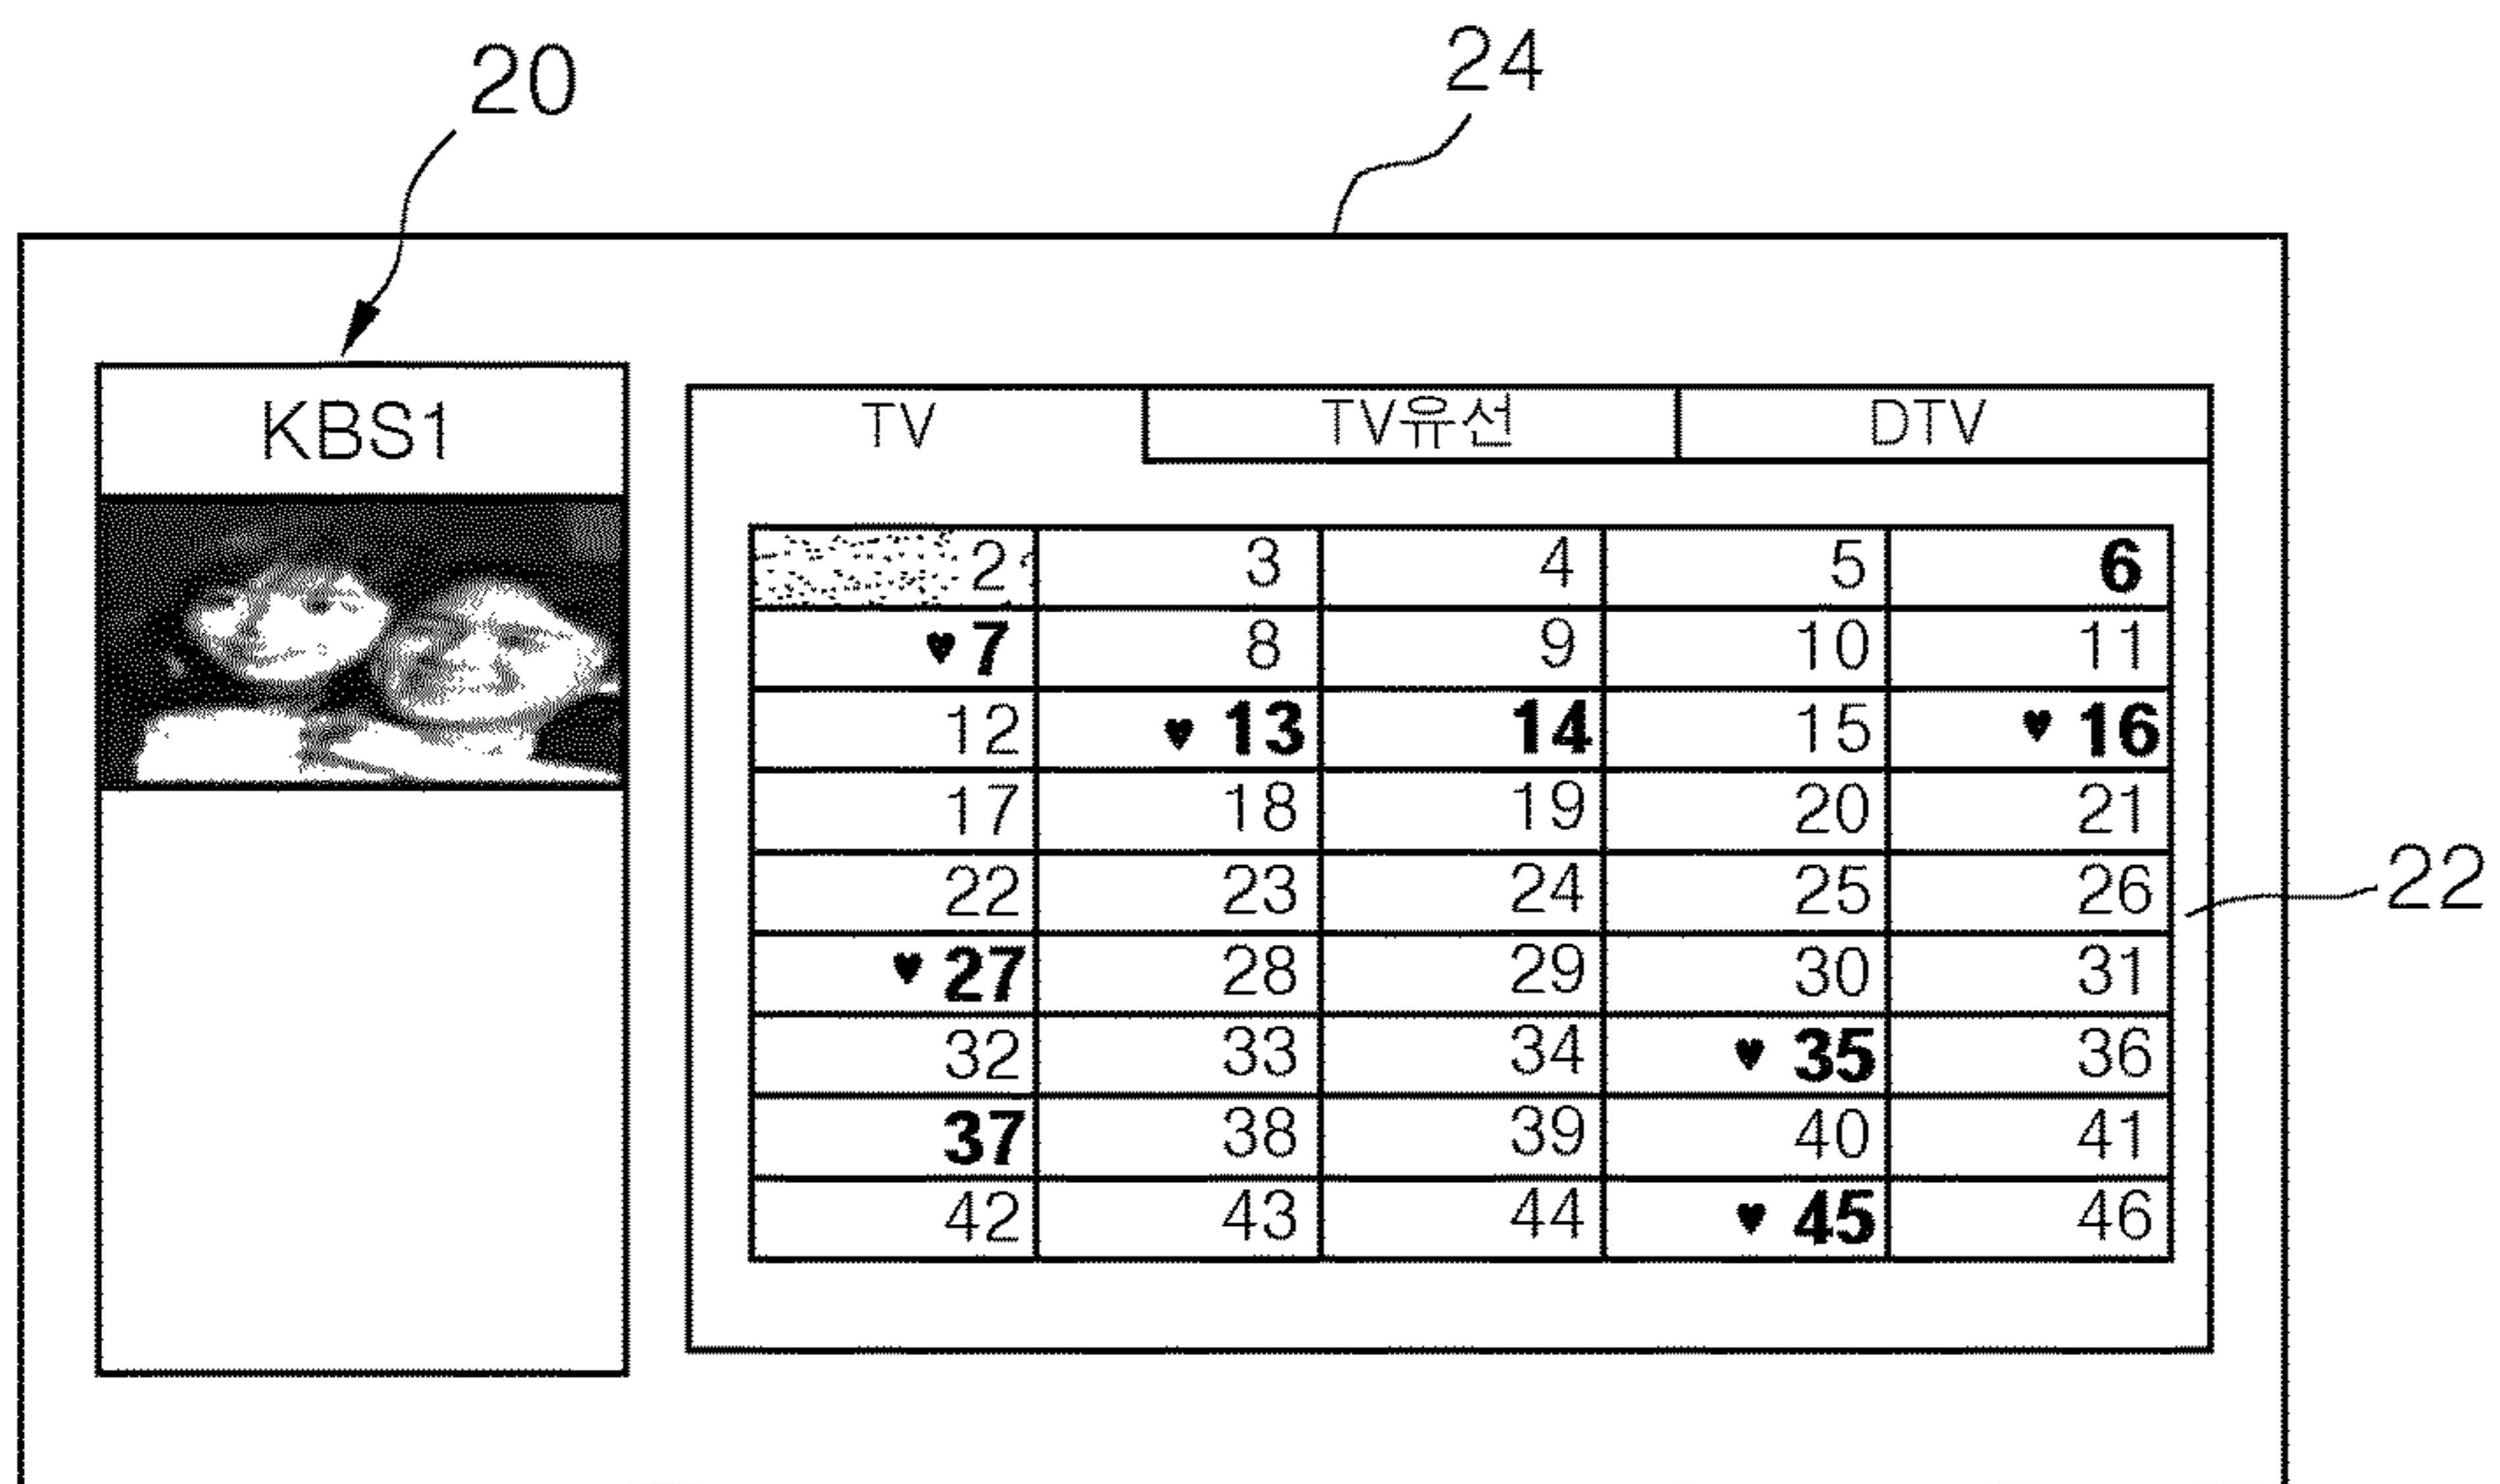 20
24
KBS1
TV TV유선 DTV
2 3 4 5 6
♥ 7 8 9 10 11
12 ♥ 13 14 15 ♥ 16
17 18 19 20 21
22 23 24 25 26
22
♥ 27 28 29 30 31
32 33 34 ♥ 35 36
37 38 39 40 41
42 43 44 ♥ 45 46